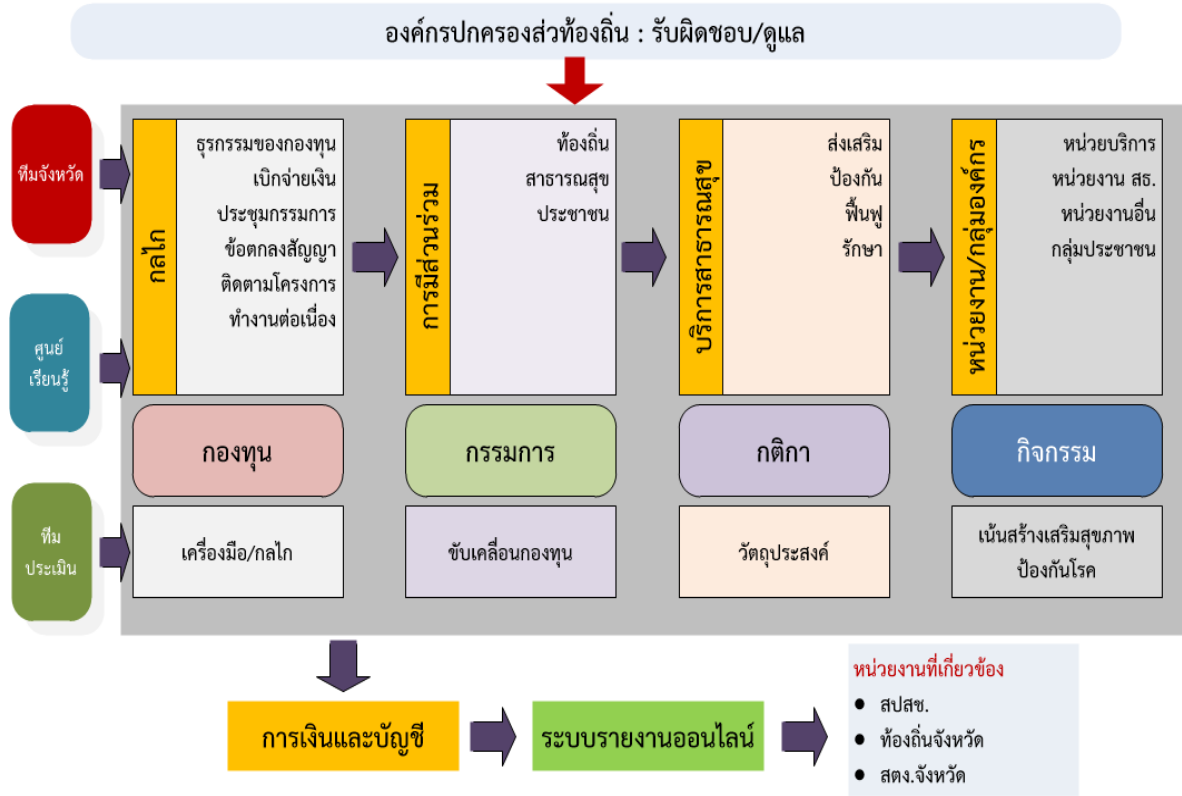 องค์กรปกครองส่วท้องถิ่น : รับผิดชอบ/ดูแล
ทีมจังหวัด
ศูนย์
เรียนรู้
ทีม
ประเมิน
กลไก
ธุรกรรมของกองทุน
เบิกจ่ายเงิน
ประชุมกรรมการ
ข้อตกลงสัญญา
ติดตามโครงการ
ทำงานต่อเนื่อง
การมีส่วนร่วม
ท้องถิ่น
สาธารณสุข
ประชาชน
บริการสาธารณสุข
ส่งเสริม
ป้องกัน
ฟื้นฟู
รักษา
หน่วยงาน/กลุ่มองค์กร
หน่วยบริการ
หน่วยงาน สธ.
หน่วยงานอื่น
กลุ่มประชาชน
กองทุน
กรรมการ
กติกา
กิจกรรม
เครื่องมือ/กลไก
ขับเคลื่อนกองทุน
วัตถุประสงค์
เน้นสร้างเสริมสุขภาพ
ป้องกันโรค
การเงินและบัญชี
ระบบรายงานออนไลน์
หน่วยงานที่เกี่ยวข้อง
● สปสช.
● ท้องถิ่นจังหวัด
● สตง.จังหวัด